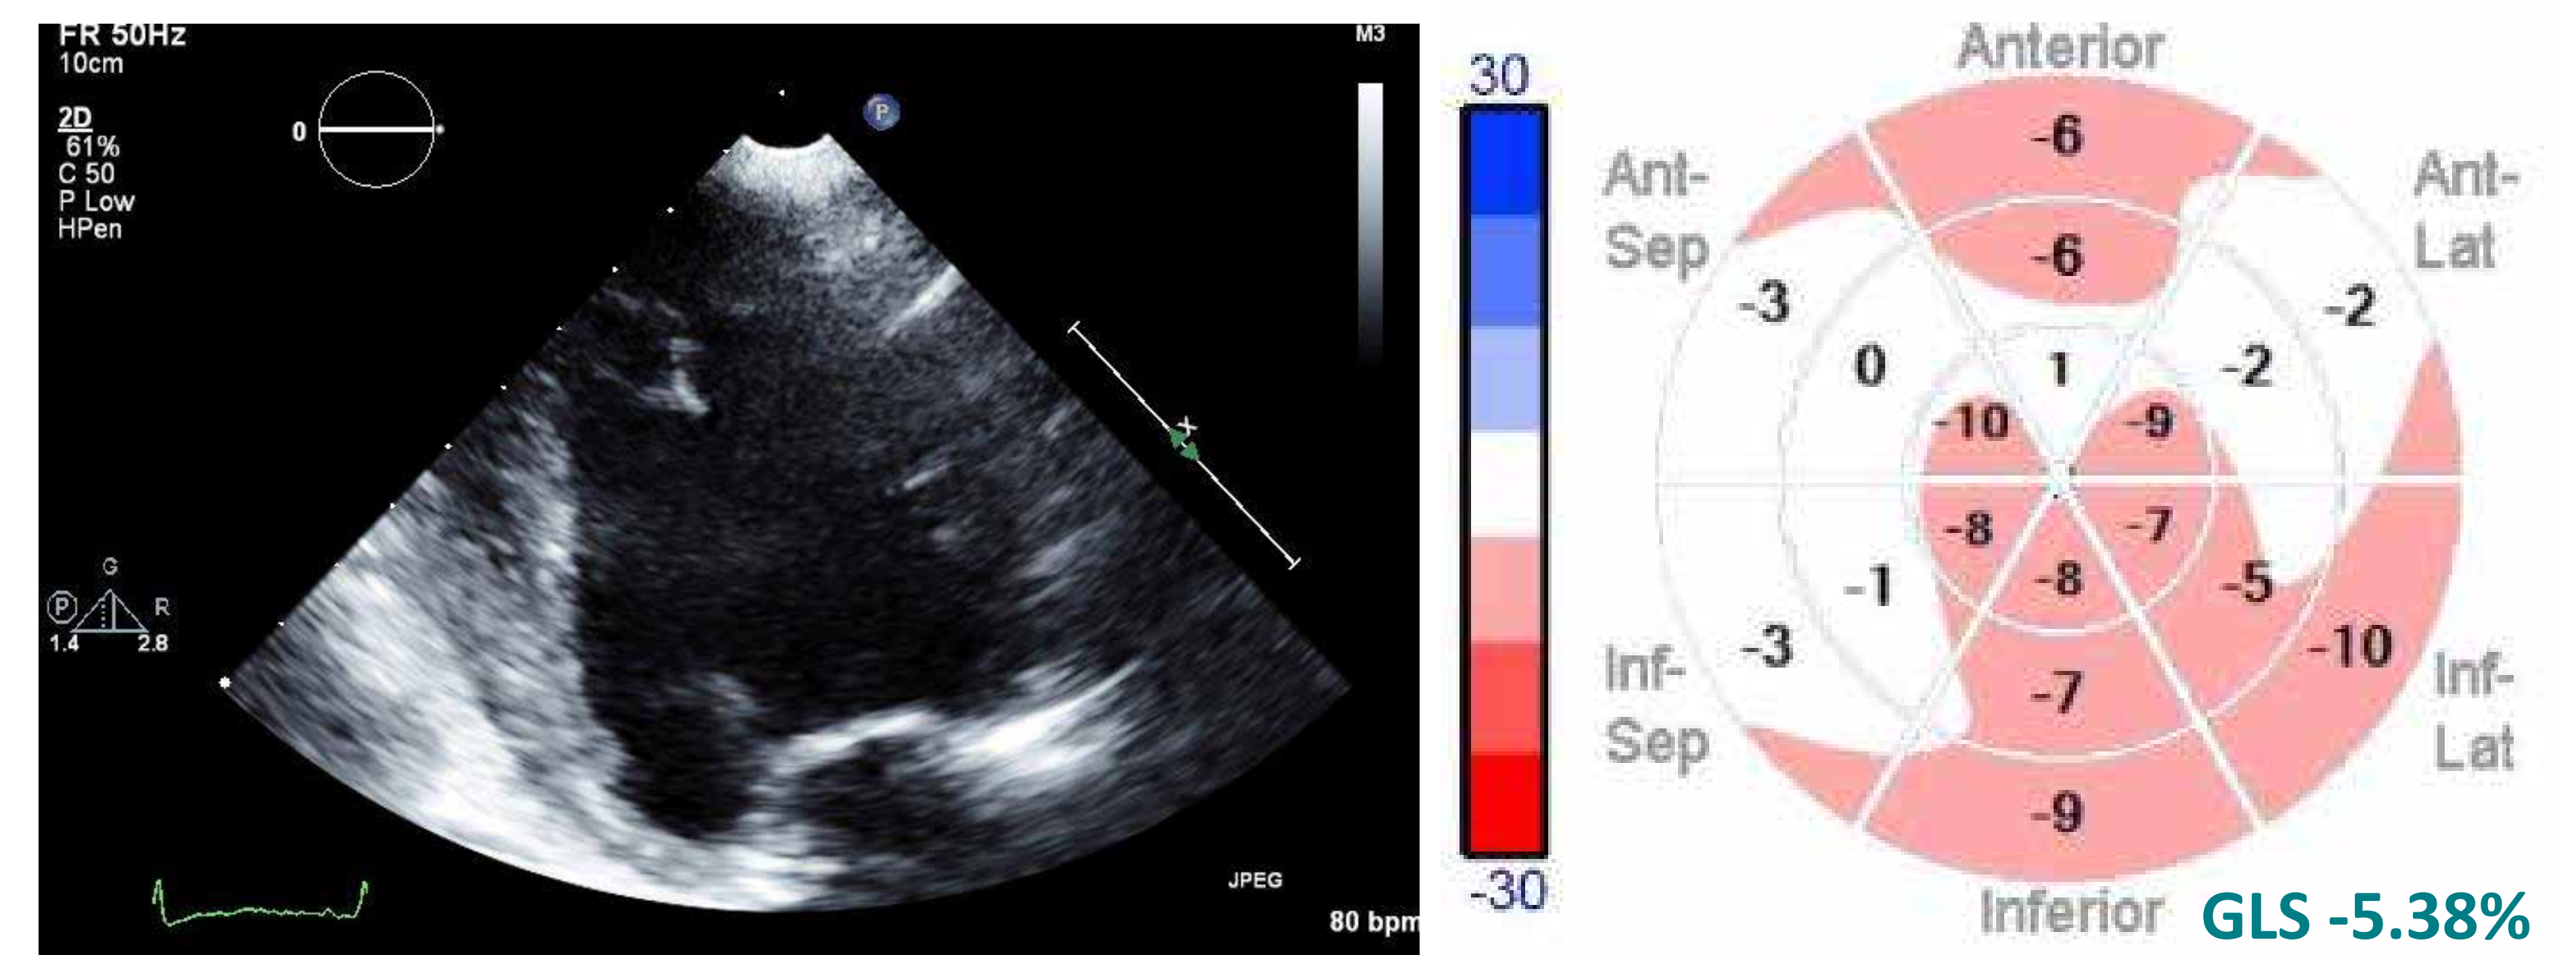 FR 50Hz
10cm
2D
61%
C 50
P Low
HPen
0
P
M3
X
G
P
R
1.4
2.8
JPEG
80 bpm
30
-30
Anterior
Ant-
Sep
Ant-
Lat
-6
-6
-3
-2
0
1
-2
-10
-9
-8
-7
-8
-1
-5
-3
-10
-7
-9
Inf-
Sep
Inf-
Lat
Inferior
GLS -5.38%